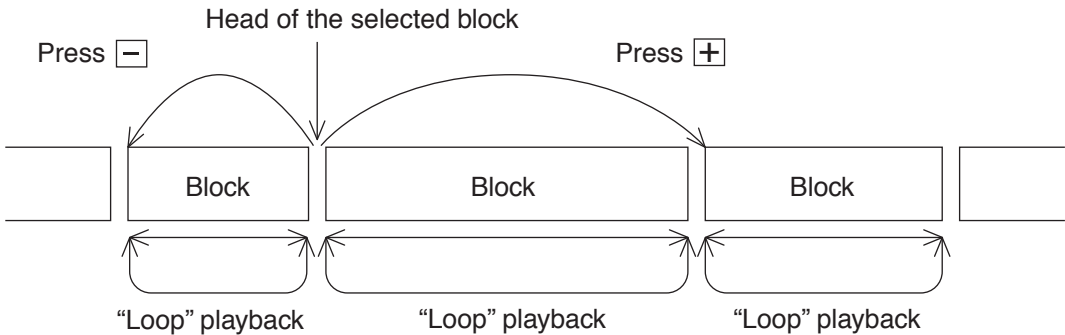 Head of the selected block
Press −
Press +
Block
Block
Block
“Loop” playback
“Loop” playback
“Loop” playback